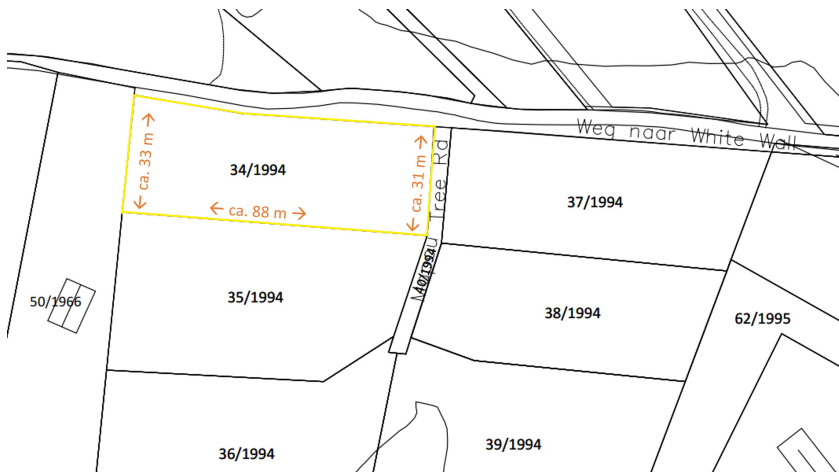 Weg naar White Wall
← ca. 33 m →
34/1994
← ca. 31 m →
← ca. 88 m →
Tree Rd
37/1994
40/1994
50/1966
35/1994
38/1994
62/1995
36/1994
39/1994